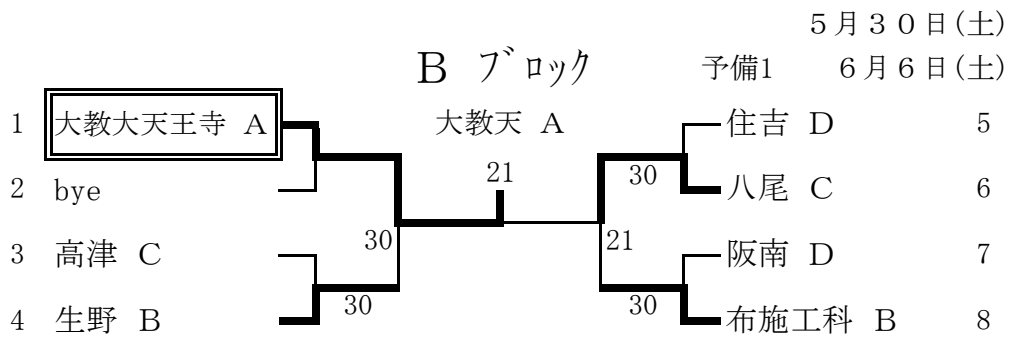 ５月３０日(土)
Ｂ ブロック
予備1 ６月６日(土)
1 大教大天王寺 Ａ
大教天 Ａ
住吉 Ｄ 5
21
30
2 bye
八尾 Ｃ 6
30
21
3 高津 Ｃ
阪南 Ｄ 7
30
30
4 生野 Ｂ
布施工科 Ｂ 8